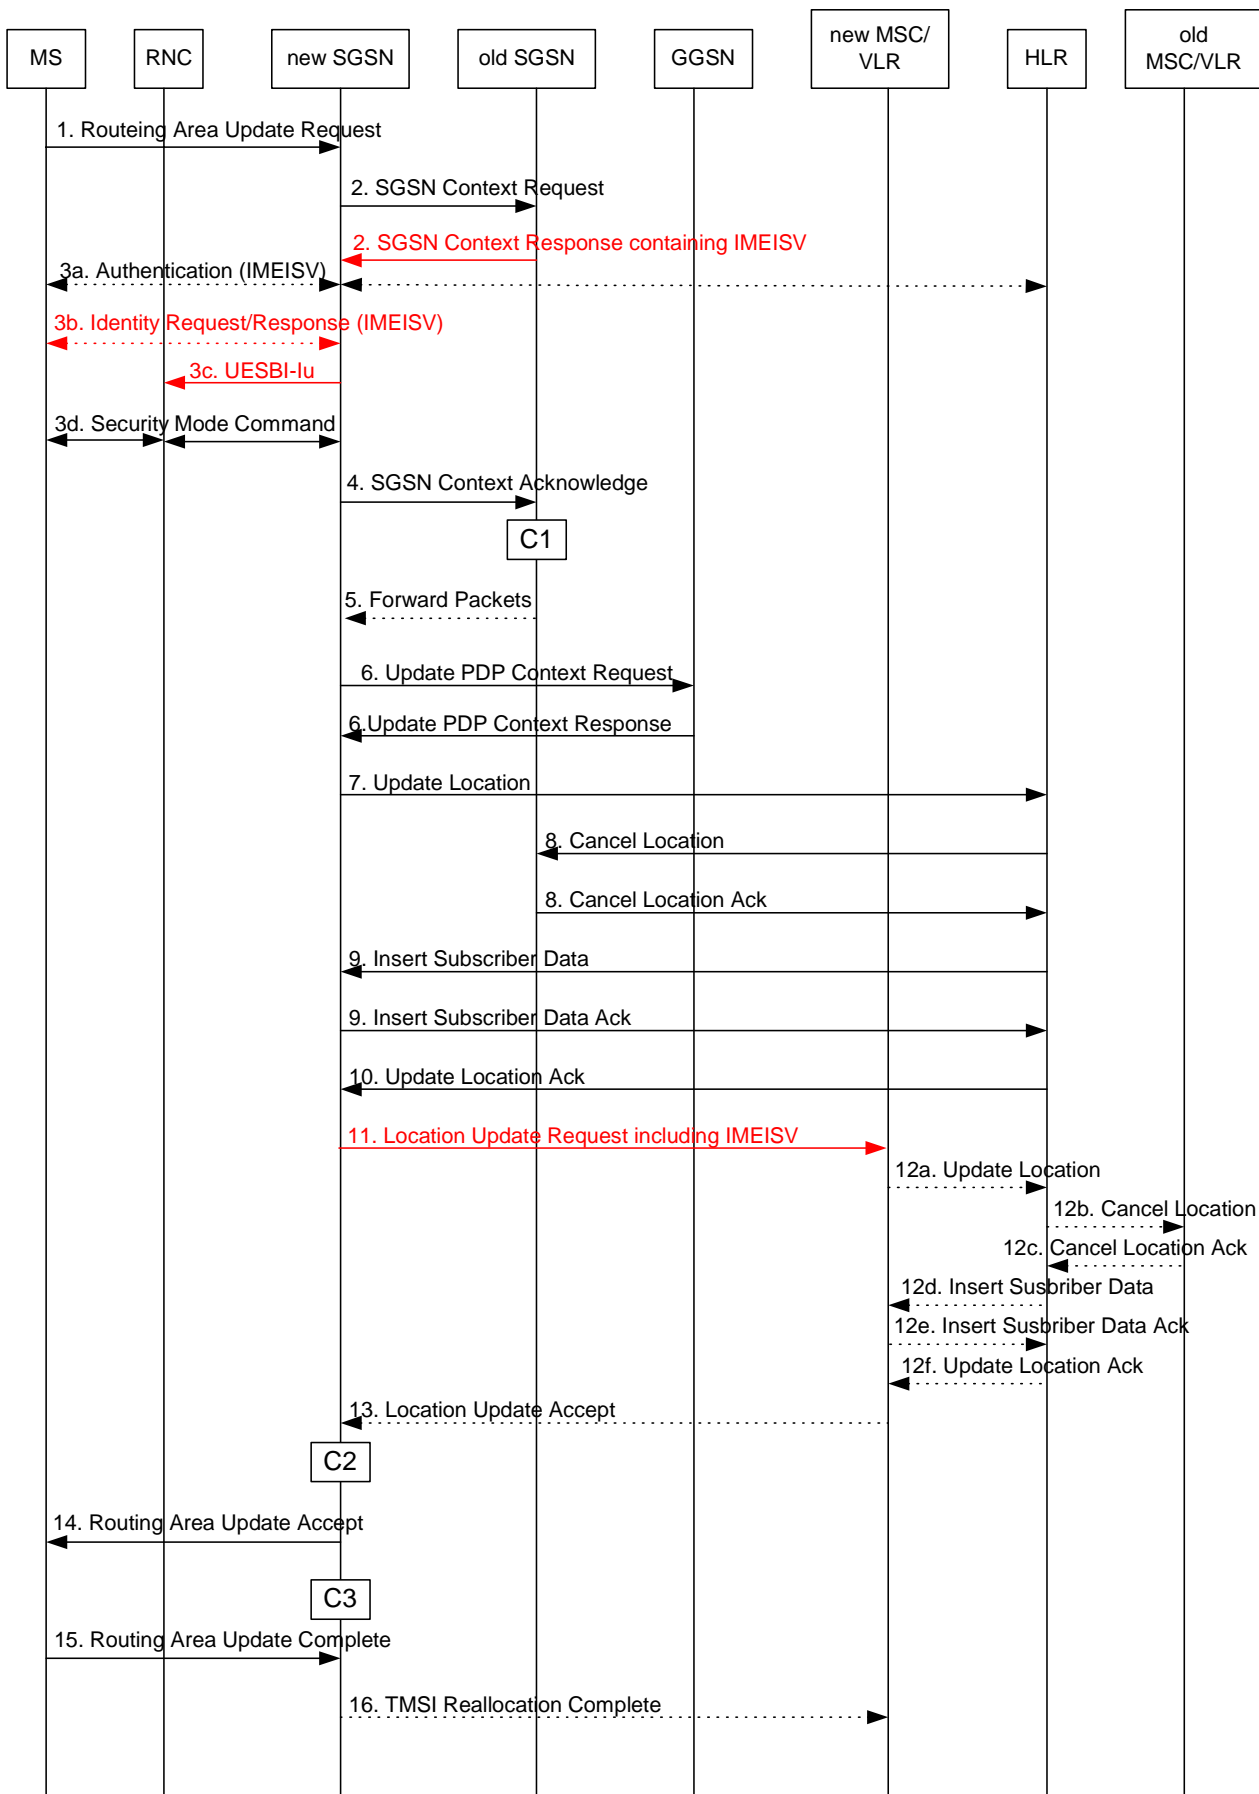 MS
RNC
new SGSN
old SGSN
GGSN
new MSC/
VLR
HLR
old
MSC/VLR
1. Routeing Area Update Request
2. SGSN Context Request
2. SGSN Context Response containing IMEISV
3a. Authentication (IMEISV)
3b. Identity Request/Response (IMEISV)
3c. UESBI-Iu
3d. Security Mode Command
4. SGSN Context Acknowledge
C1
5. Forward Packets
6. Update PDP Context Request
6.Update PDP Context Response
7. Update Location
8. Cancel Location
8. Cancel Location Ack
9. Insert Subscriber Data
9. Insert Subscriber Data Ack
10. Update Location Ack
11. Location Update Request including IMEISV
12a. Update Location
12b. Cancel Location
12c. Cancel Location Ack
12d. Insert Susbriber Data
12e. Insert Susbriber Data Ack
12f. Update Location Ack
13. Location Update Accept
C2
14. Routing Area Update Accept
C3
15. Routing Area Update Complete
16. TMSI Reallocation Complete